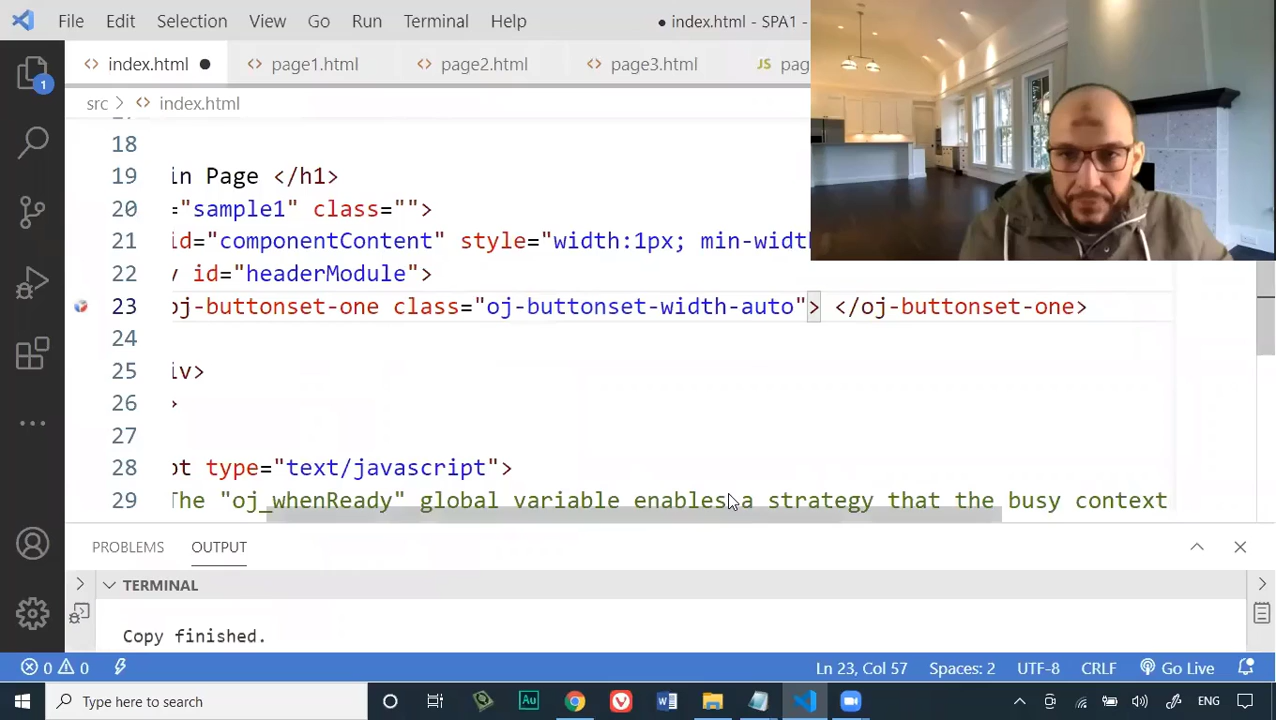 File Edit Selection View Go Run Terminal Help ● index.html - SPA1 -
index.html ● page1.html page2.html page3.html JS pag
src > index.html
18
19 in Page </h1>
20 ="sample1" class="">
21 id="componentContent" style="width:1px; min-widt
22 id="headerModule">
23 oj-buttonset-one class="oj-buttonset-width-auto"> </oj-buttonset-one>
24
25 iv>
26 >
27
28 pt type="text/javascript">
29 The "oj_whenReady" global variable enables a strategy that the busy context
PROBLEMS OUTPUT
TERMINAL
Copy finished.
0 0 Ln 23, Col 57 Spaces: 2 UTF-8 CRLF Go Live
Type here to search Au W ENG